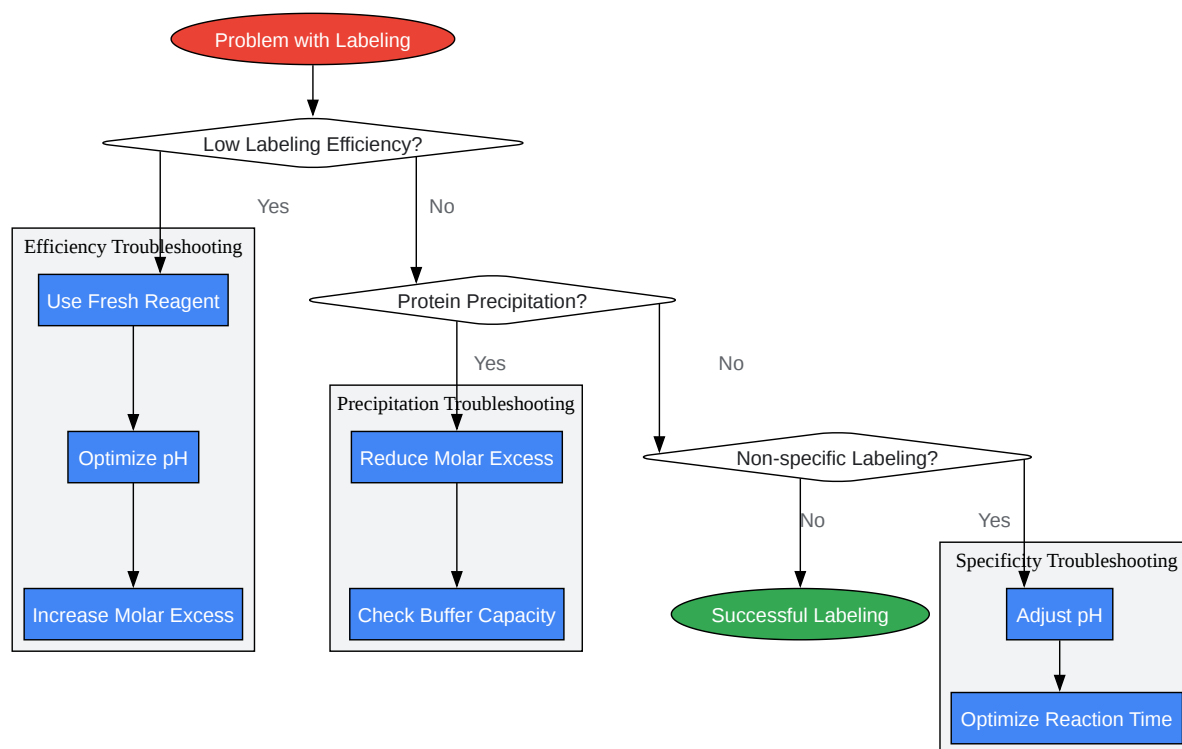 Problem with Labeling
Low Labeling Efficiency?
Yes
No
Efficiency Troubleshooting
Use Fresh Reagent
Protein Precipitation?
Yes
No
Precipitation Troubleshooting
Optimize pH
Reduce Molar Excess
Non-specific Labeling?
No
Yes
Specificity Troubleshooting
Increase Molar Excess
Check Buffer Capacity
Successful Labeling
Adjust pH
Optimize Reaction Time